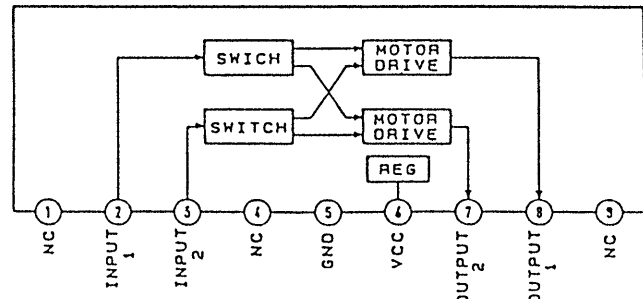 SWICH
MOTOR
DRIVE
SWITCH
MOTOR
DRIVE
REG
1
2
3
4
5
6
7
8
9
NC
INPUT
1
INPUT
2
NC
GND
VCC
OUTPUT
2
OUTPUT
1
NC